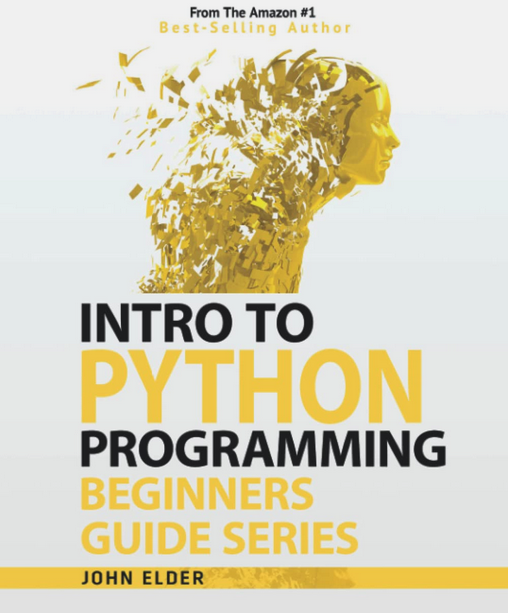 From The Amazon #1
Best-Selling Author
INTRO TO
PYTHON
PROGRAMMING
BEGINNERS
GUIDE SERIES
JOHN ELDER